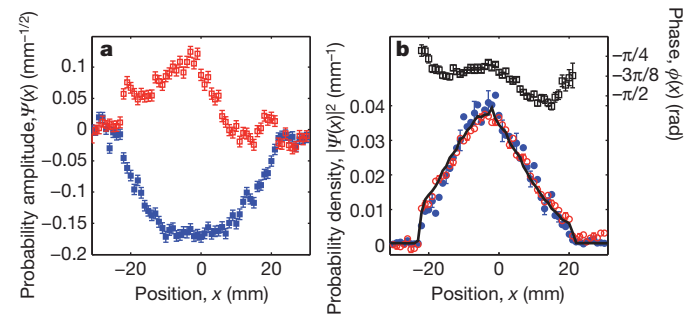 a
Probability amplitude, Ψ(x) (mm⁻¹/²)
0.1
0.05
0
−0.05
−0.1
−0.15
−0.2
−20
0
20
Position, x (mm)
b
Probability density, |Ψ(x)|² (mm⁻¹)
0.04
0.03
0.02
0.01
0
−20
0
20
Position, x (mm)
Phase, ϕ(x) (rad)
−π/4
−3π/8
−π/2